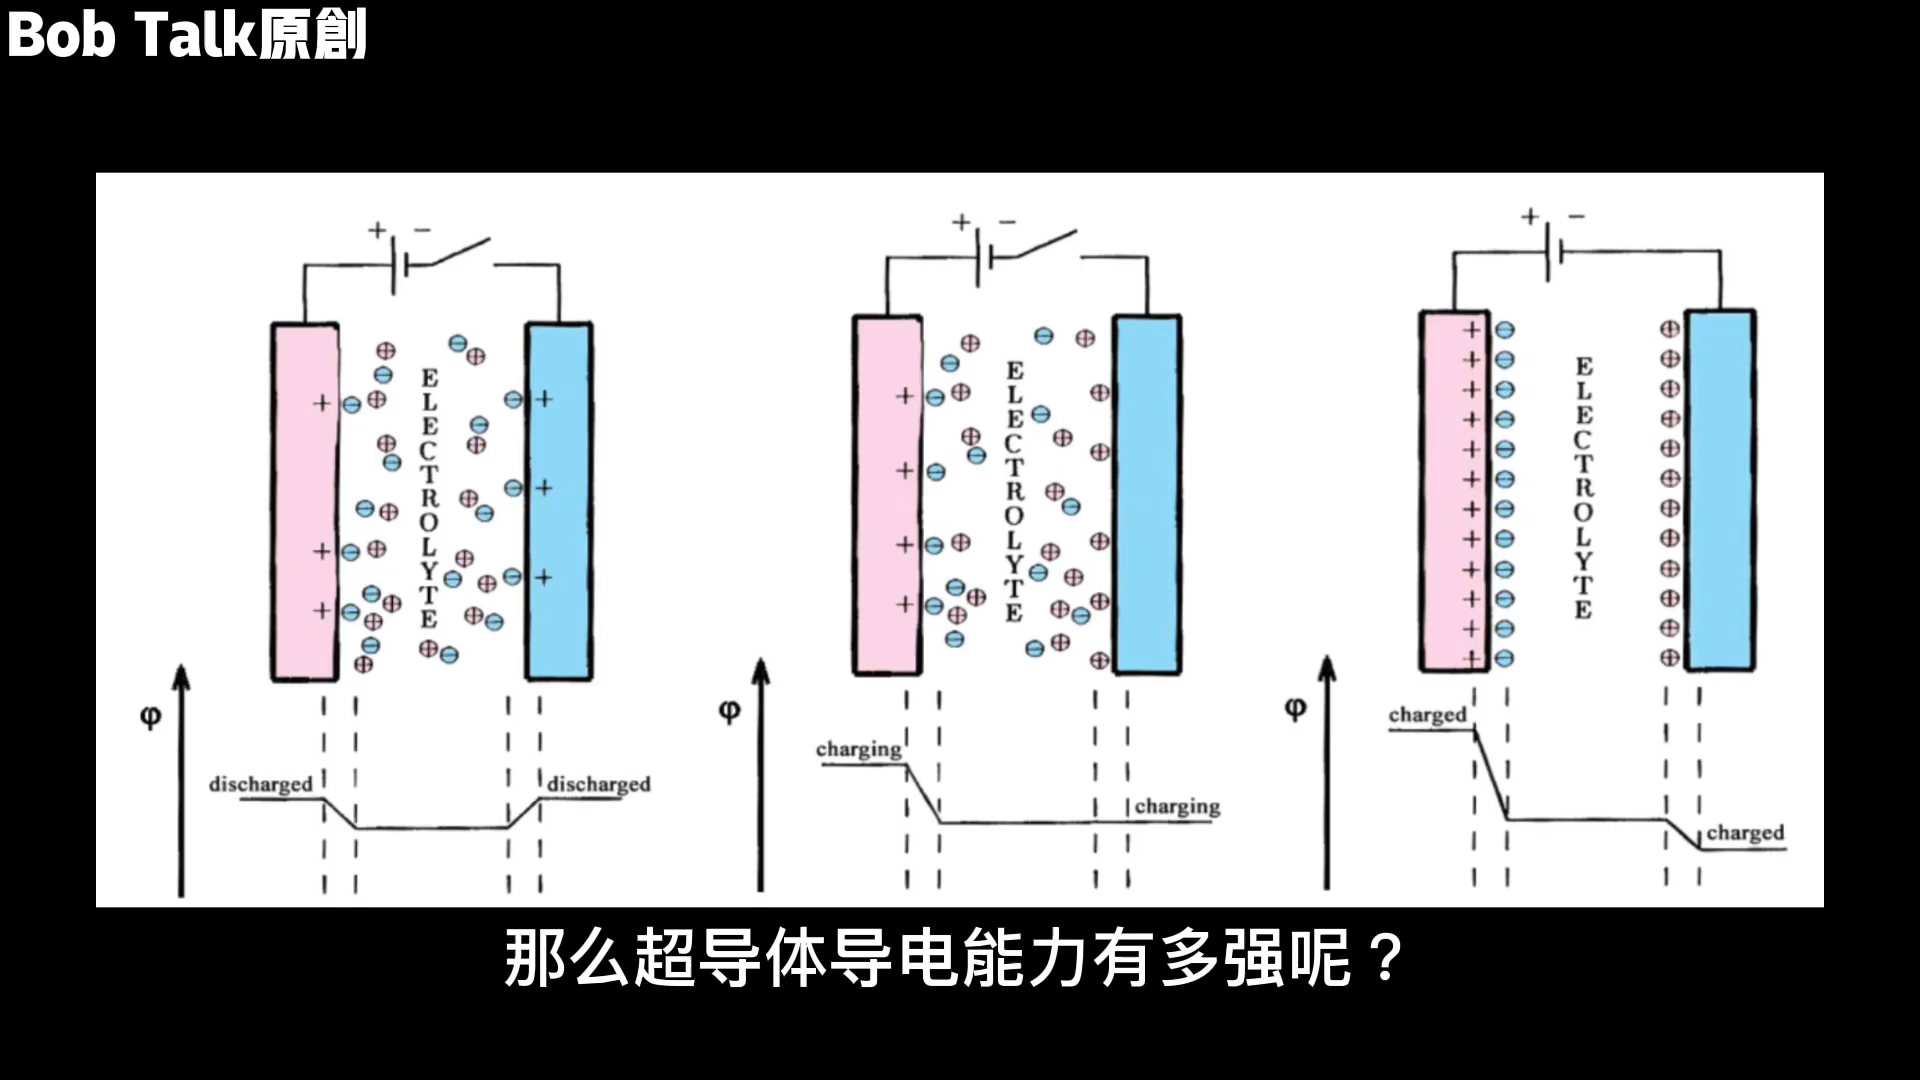 Bob Talk原創
+ −
+ −
+ −
ELECTROLYTE
ELECTROLYTE
ELECTROLYTE
φ
discharged
discharged
φ
charging
charging
φ
charged
charged
那么超导体导电能力有多强呢？